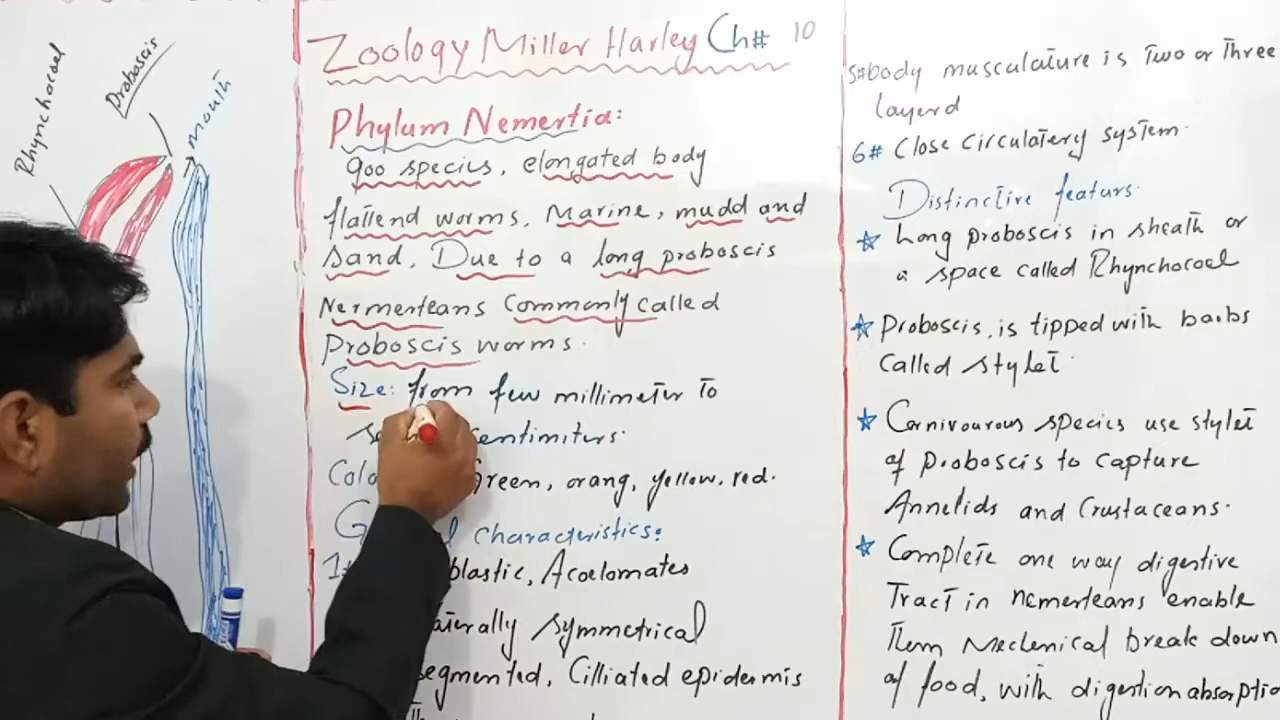 Rhynchocoel
Proboscis
Mouth
Zoology Miller Harley Ch# 10
Phylum Nemertia:
900 species, elongated body
flattend worms, Marine, mudd and
sand, Due to a long proboscis
Nermerteans Commonly called
Proboscis worms.
Size: from few millimeter to
centimiters.
Green, orang, yellow, red.
characteristics:
blastic, Acoelomates
symmetrical
segmented, Cilliated epidermis
5#body musculature is Two or Three
layerd
6# Close Circulatery system.
Distinctive featurs.
Long proboscis in sheath or
a space called Rhynchocoel
Proboscis, is tipped with barbs
Called stylet.
Carnivourous species use stylet
of Proboscis to capture
Annelids and Crustaceans.
Complete one way digestive
Tract in nemerteans enable
Them Mechenical break down
of food, with digestion absorptio